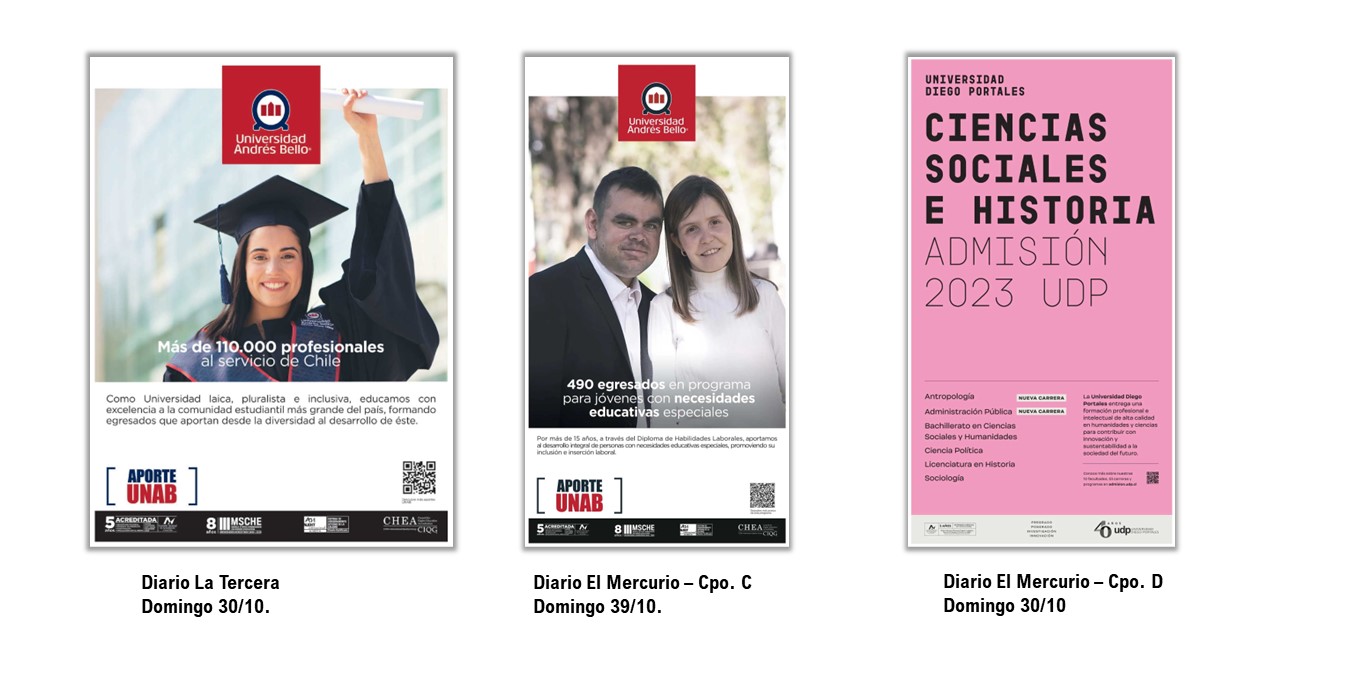 Universidad
Andrés Bello
Más de 110.000 profesionales
al servicio de Chile
Como Universidad laica, pluralista e inclusiva, educamos con
excelencia a la comunidad estudiantil más grande del país, formando
egresados que aportan desde la diversidad al desarrollo de éste.
APORTE
UNAB
5 ACREDITADA
años
8 MSCHE
años
CHEA
CIQG
Diario La Tercera
Domingo 30/10.
Universidad
Andrés Bello
490 egresados en programa
para jóvenes con necesidades
educativas especiales
Por más de 15 años, a través del Diploma de Habilidades Laborales, aportamos
al desarrollo integral de personas con necesidades educativas especiales, promoviendo su
inclusión e inserción laboral.
APORTE
UNAB
5 ACREDITADA
años
8 MSCHE
años
CHEA
CIQG
Diario El Mercurio – Cpo. C
Domingo 39/10.
UNIVERSIDAD
DIEGO PORTALES
CIENCIAS
SOCIALES
E HISTORIA
ADMISIÓN
2023 UDP
Antropología NUEVA CARRERA
Administración Pública NUEVA CARRERA
Bachillerato en Ciencias
Sociales y Humanidades
Ciencia Política
Licenciatura en Historia
Sociología
La Universidad Diego
Portales entrega una
formación profesional e
intelectual de alta calidad
en humanidades y ciencias
para contribuir con
innovación y
sustentabilidad a la
sociedad del futuro.
PREGRADO
POSGRADO
INVESTIGACIÓN
INNOVACIÓN
40 AÑOS
udp UNIVERSIDAD
DIEGO PORTALES
Diario El Mercurio – Cpo. D
Domingo 30/10